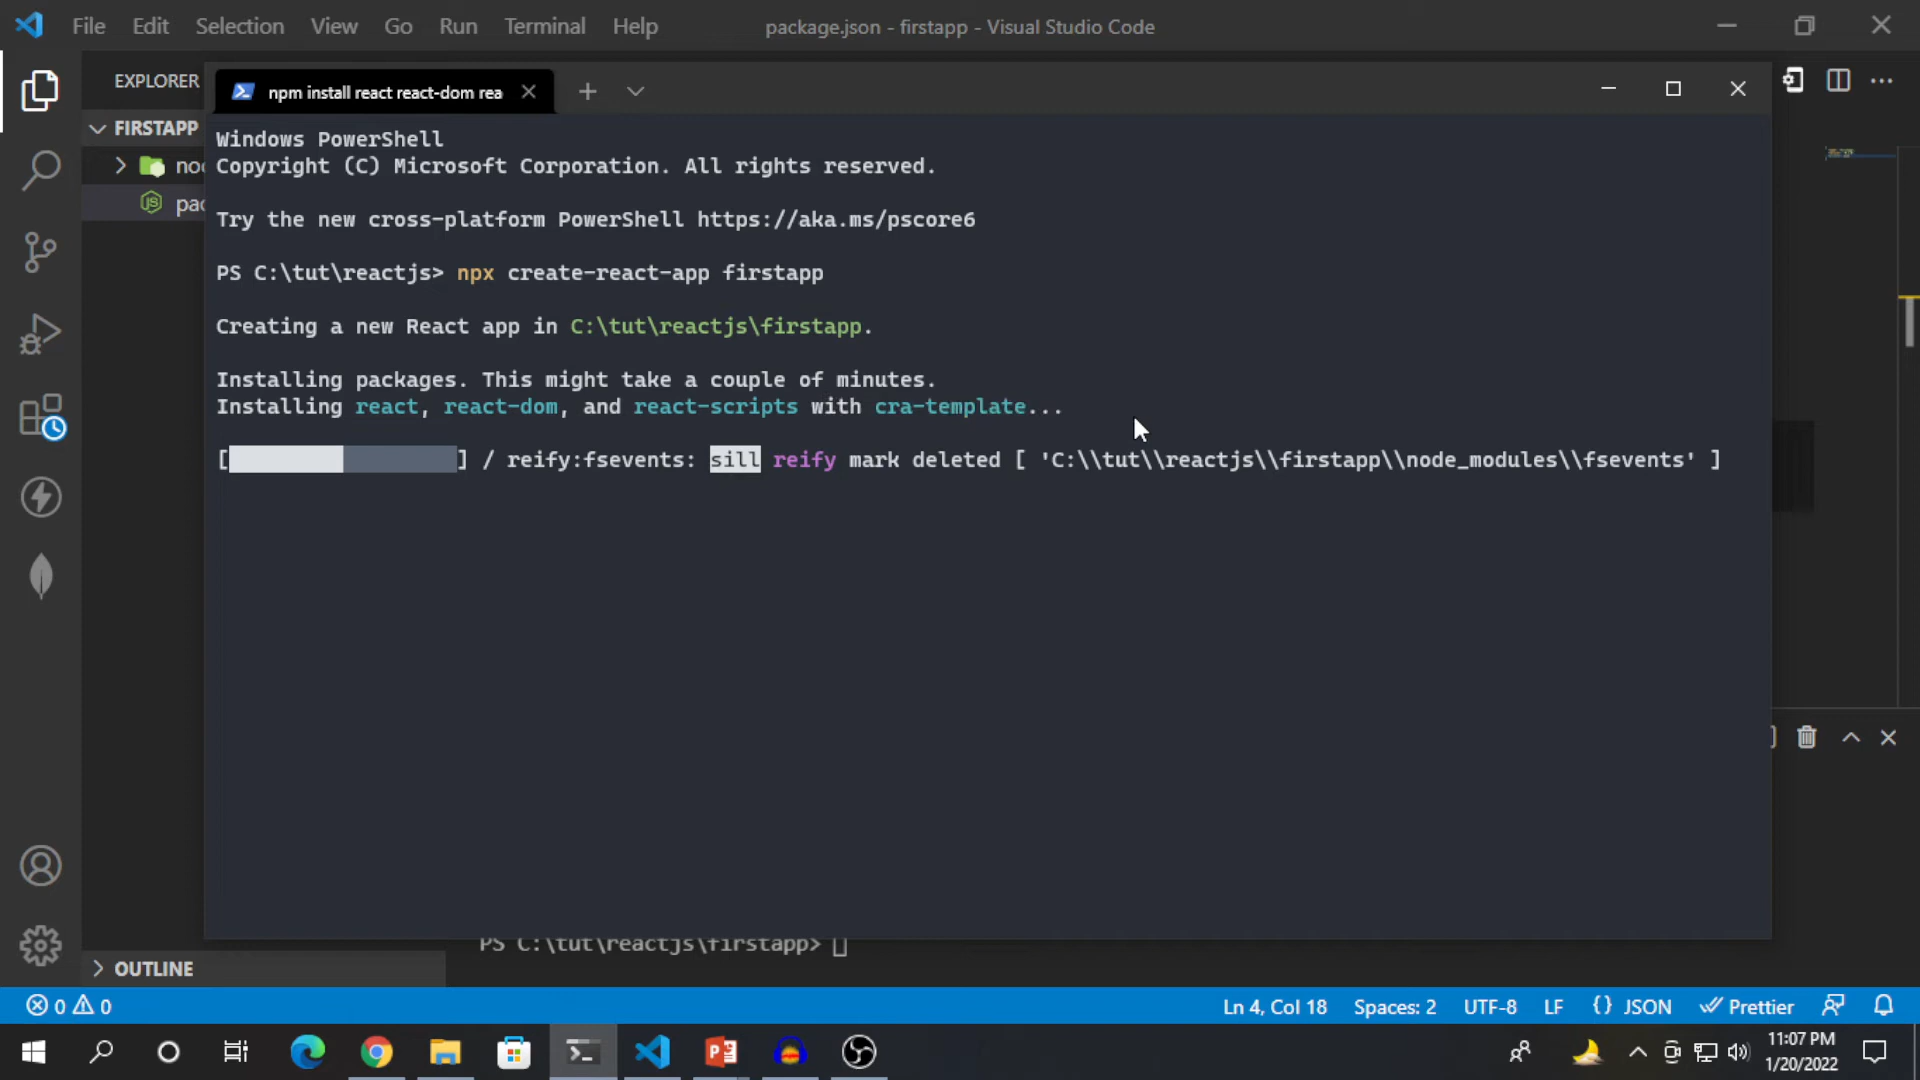 File Edit Selection View Go Run Terminal Help
package.json - firstapp - Visual Studio Code
EXPLORER
FIRSTAPP
npm install react react-dom rea
Windows PowerShell
Copyright (C) Microsoft Corporation. All rights reserved.
Try the new cross-platform PowerShell https://aka.ms/pscore6
PS C:\tut\reactjs> npx create-react-app firstapp
Creating a new React app in C:\tut\reactjs\firstapp.
Installing packages. This might take a couple of minutes.
Installing react, react-dom, and react-scripts with cra-template...
[ ] / reify:fsevents: sill reify mark deleted [ 'C:\\tut\\reactjs\\firstapp\\node_modules\\fsevents' ]
PS C:\tut\reactjs\firstapp>
OUTLINE
0 0
Ln 4, Col 18 Spaces: 2 UTF-8 LF {} JSON Prettier
11:07 PM
1/20/2022